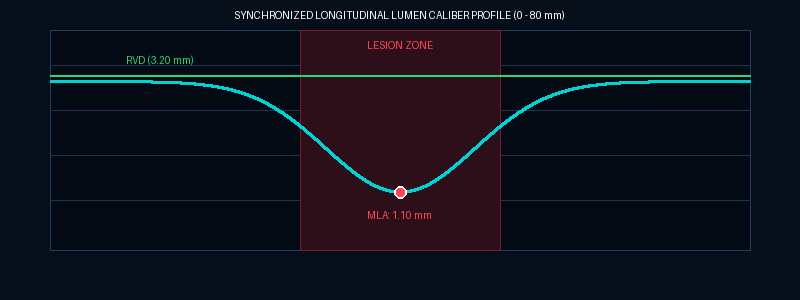 SYNCHRONIZED LONGITUDINAL LUMEN CALIBER PROFILE (0 - 80 mm)
LESION ZONE
RVD (3.20 mm)
MLA: 1.10 mm